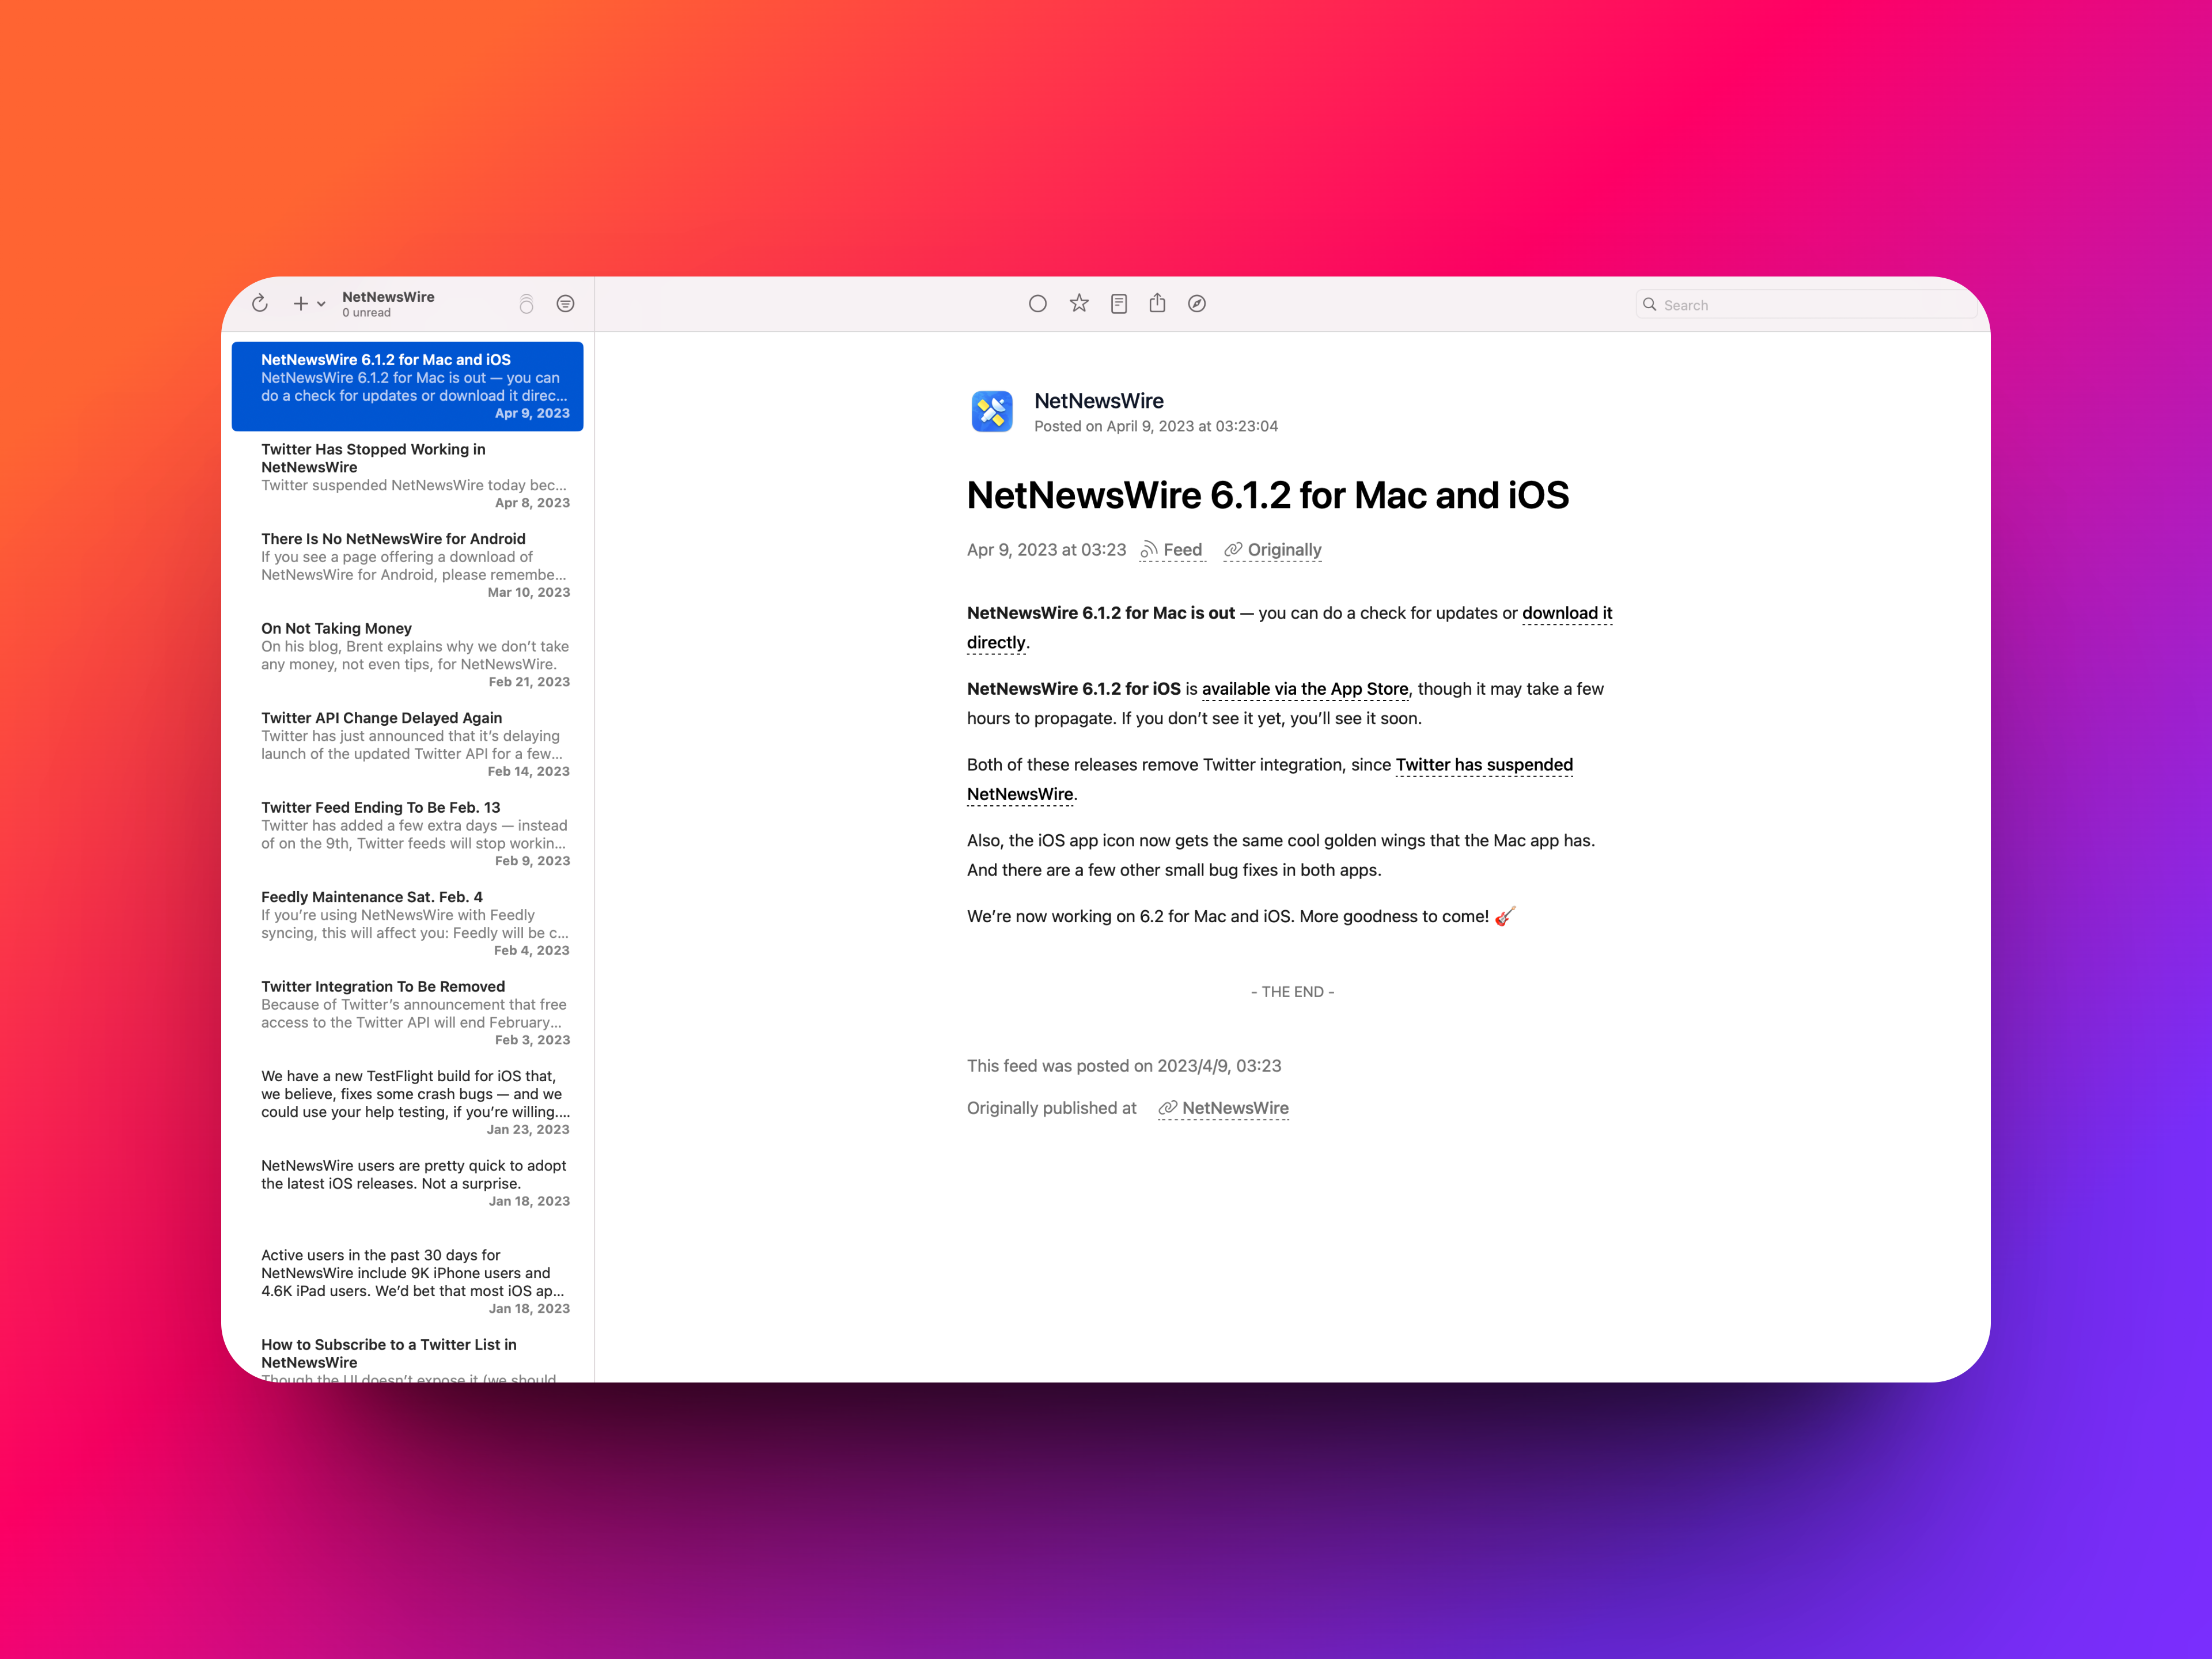 NetNewsWire
0 unread
Search
NetNewsWire 6.1.2 for Mac and iOS
NetNewsWire 6.1.2 for Mac is out — you can
do a check for updates or download it direc...
Apr 9, 2023
Twitter Has Stopped Working in
NetNewsWire
Twitter suspended NetNewsWire today bec...
Apr 8, 2023
There Is No NetNewsWire for Android
If you see a page offering a download of
NetNewsWire for Android, please remembe...
Mar 10, 2023
On Not Taking Money
On his blog, Brent explains why we don’t take
any money, not even tips, for NetNewsWire.
Feb 21, 2023
Twitter API Change Delayed Again
Twitter has just announced that it’s delaying
launch of the updated Twitter API for a few...
Feb 14, 2023
Twitter Feed Ending To Be Feb. 13
Twitter has added a few extra days — instead
of on the 9th, Twitter feeds will stop workin...
Feb 9, 2023
Feedly Maintenance Sat. Feb. 4
If you’re using NetNewsWire with Feedly
syncing, this will affect you: Feedly will be c...
Feb 4, 2023
Twitter Integration To Be Removed
Because of Twitter’s announcement that free
access to the Twitter API will end February...
Feb 3, 2023
We have a new TestFlight build for iOS that,
we believe, fixes some crash bugs — and we
could use your help testing, if you’re willing....
Jan 23, 2023
NetNewsWire users are pretty quick to adopt
the latest iOS releases. Not a surprise.
Jan 18, 2023
Active users in the past 30 days for
NetNewsWire include 9K iPhone users and
4.6K iPad users. We’d bet that most iOS ap...
Jan 18, 2023
How to Subscribe to a Twitter List in
NetNewsWire
Though the UI doesn’t expose it (we should
NetNewsWire
Posted on April 9, 2023 at 03:23:04
NetNewsWire 6.1.2 for Mac and iOS
Apr 9, 2023 at 03:23 Feed Originally
NetNewsWire 6.1.2 for Mac is out — you can do a check for updates or download it
directly.
NetNewsWire 6.1.2 for iOS is available via the App Store, though it may take a few
hours to propagate. If you don’t see it yet, you’ll see it soon.
Both of these releases remove Twitter integration, since Twitter has suspended
NetNewsWire.
Also, the iOS app icon now gets the same cool golden wings that the Mac app has.
And there are a few other small bug fixes in both apps.
We’re now working on 6.2 for Mac and iOS. More goodness to come! 🎸
- THE END -
This feed was posted on 2023/4/9, 03:23
Originally published at NetNewsWire